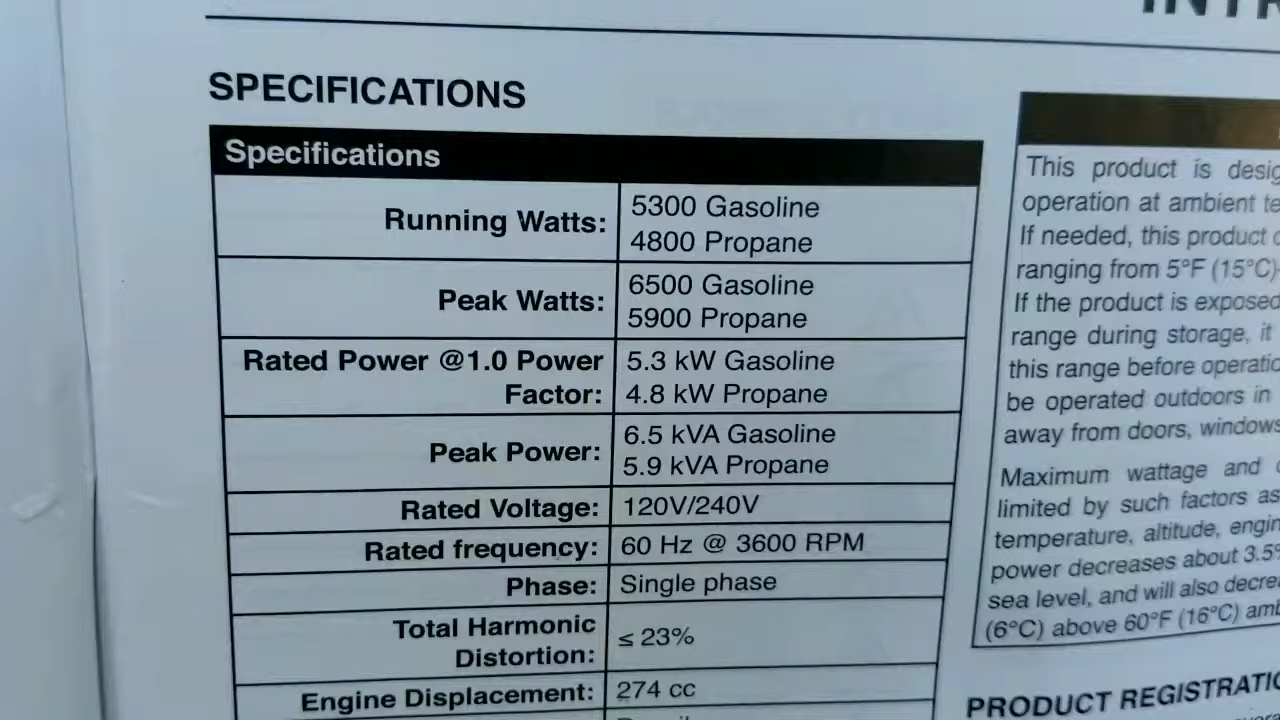 SPECIFICATIONS
Specifications
Running Watts: 5300 Gasoline
4800 Propane
Peak Watts: 6500 Gasoline
5900 Propane
Rated Power @1.0 Power 5.3 kW Gasoline
Factor: 4.8 kW Propane
Peak Power: 6.5 kVA Gasoline
5.9 kVA Propane
Rated Voltage: 120V/240V
Rated frequency: 60 Hz @ 3600 RPM
Phase: Single phase
Total Harmonic
Distortion: ≤ 23%
Engine Displacement: 274 cc
This product is
operation at ambient
If needed, this product
ranging from 5°F (15°C)
If the product is exposed
range during storage, it
this range before
be operated outdoors in
away from doors, windows
Maximum wattage and
limited by such factors as
temperature, altitude,
power decreases about
sea level, and will also
(6°C) above 60°F (16°C)
PRODUCT